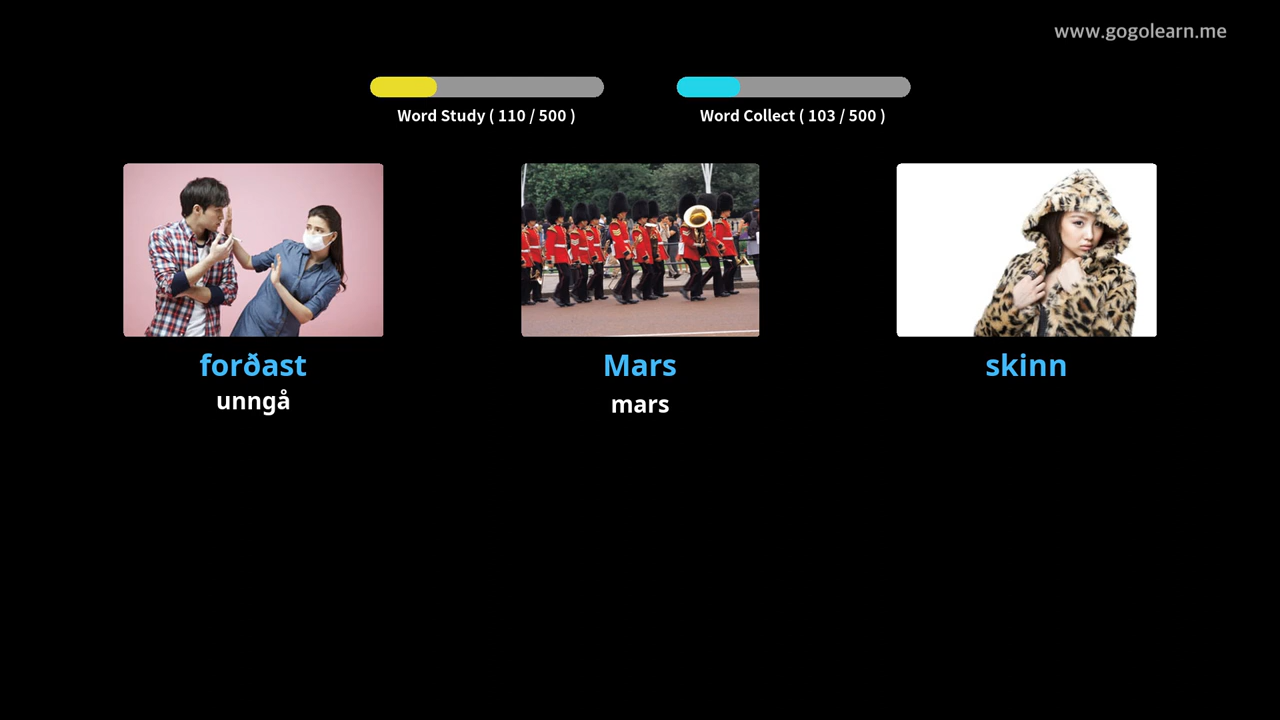 www.gogolearn.me
Word Study ( 110 / 500 )
Word Collect ( 103 / 500 )
forðast
unngå
Mars
mars
skinn